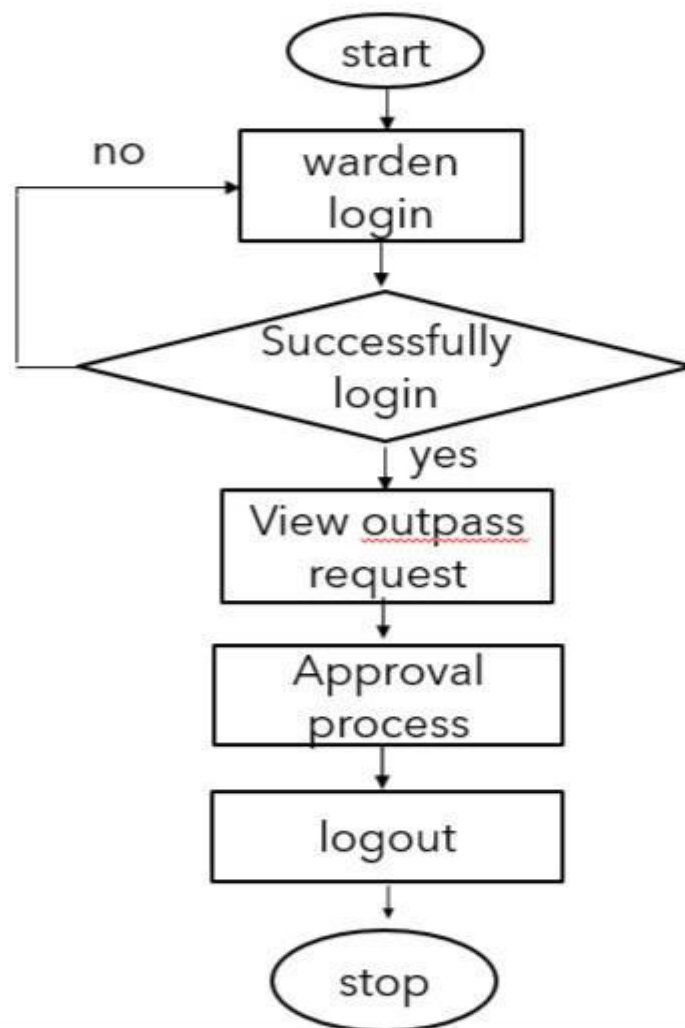 start
no
warden
login
Successfully
login
yes
View outpass
request
Approval
process
logout
stop